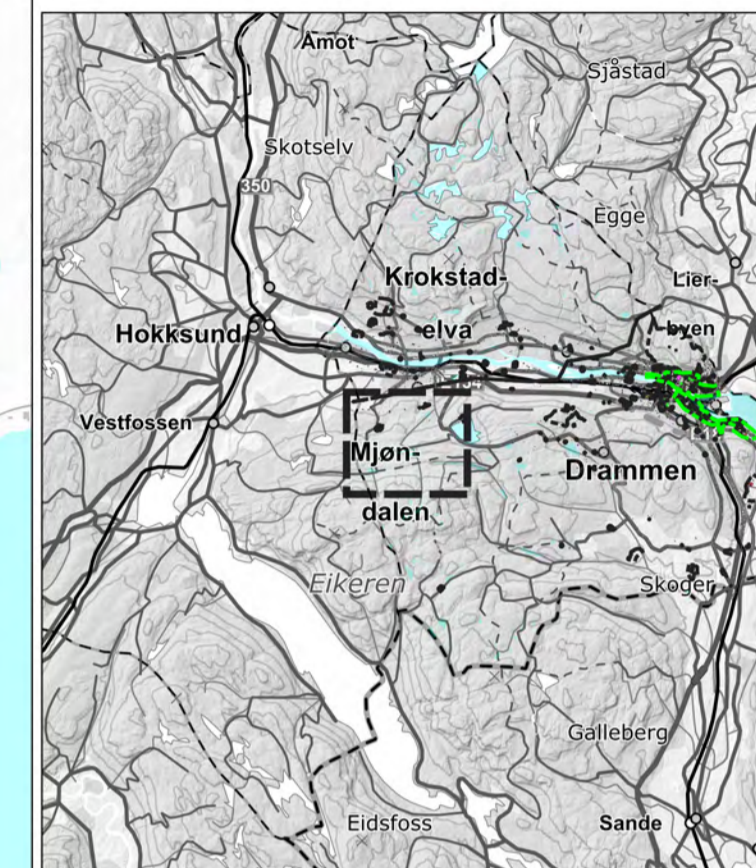 Åmot
Sjåstad
Skotselv
350
Egge
Krokstad-
elva
Lier-
byen
Hokksund
Vestfossen
Mjøn-
dalen
Drammen
Eikeren
Skoger
Galleberg
Eidsfoss
Sande